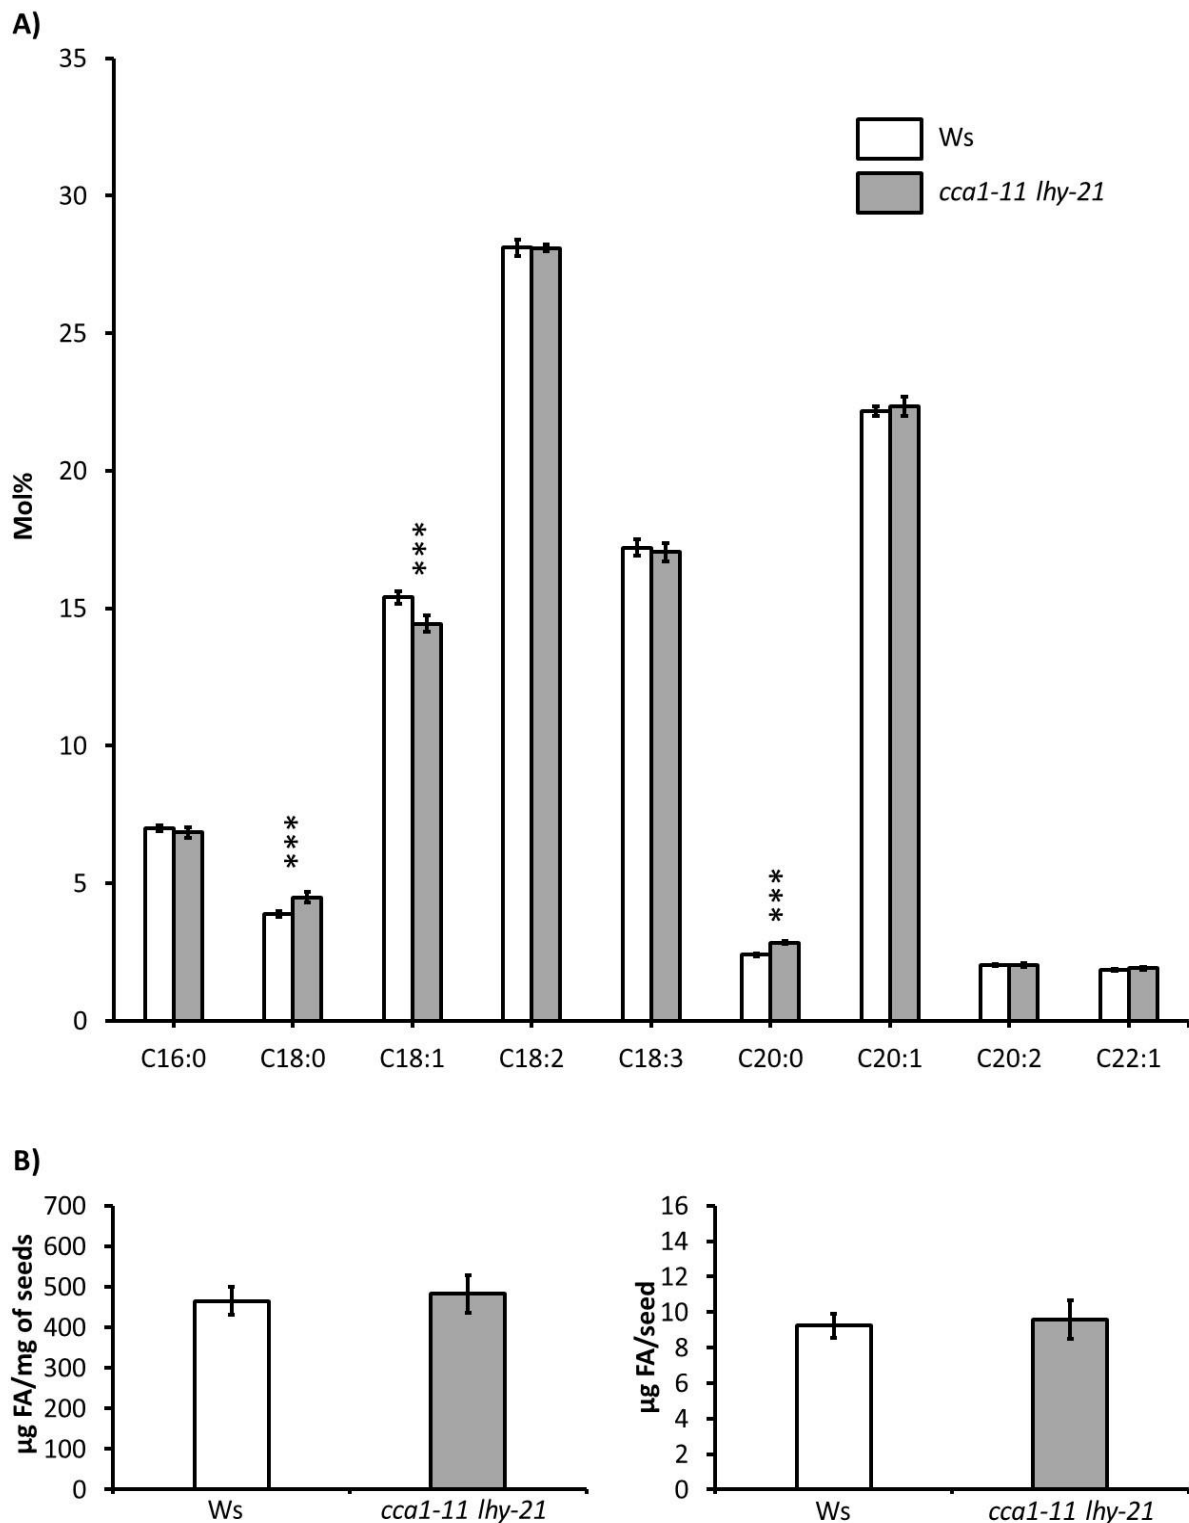 A)
35
30
25
20
15
10
5
0
Mol%
Ws
cca1-11 lhy-21
***
***
***
C16:0 C18:0 C18:1 C18:2 C18:3 C20:0 C20:1 C20:2 C22:1
B)
µg FA/mg of seeds
700
600
500
400
300
200
100
0
Ws cca1-11 lhy-21
µg FA/seed
16
14
12
10
8
6
4
2
0
Ws cca1-11 lhy-21